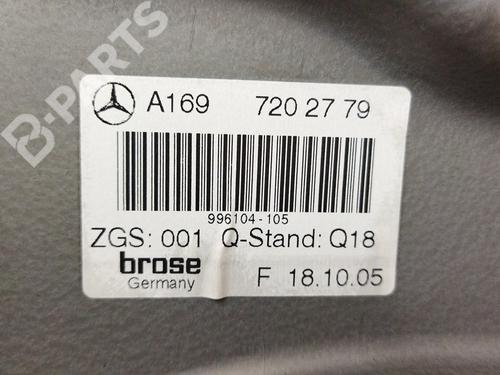 B-PARTS
A169 720 27 79
996104-105
ZGS: 001 Q-Stand: Q18
brose
Germany F 18.10.05